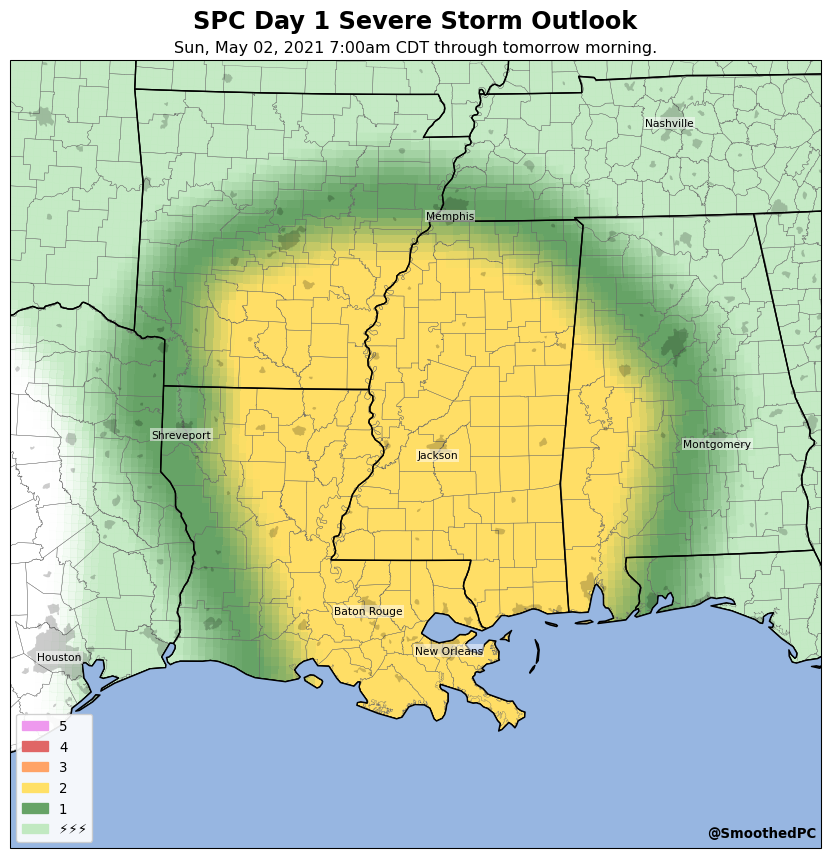 SPC Day 1 Severe Storm Outlook
Sun, May 02, 2021 7:00am CDT through tomorrow morning.
Nashville
Memphis
Shreveport
Montgomery
Jackson
Baton Rouge
New Orleans
Houston
5
4
3
2
1
⚡⚡⚡
@SmoothedPC